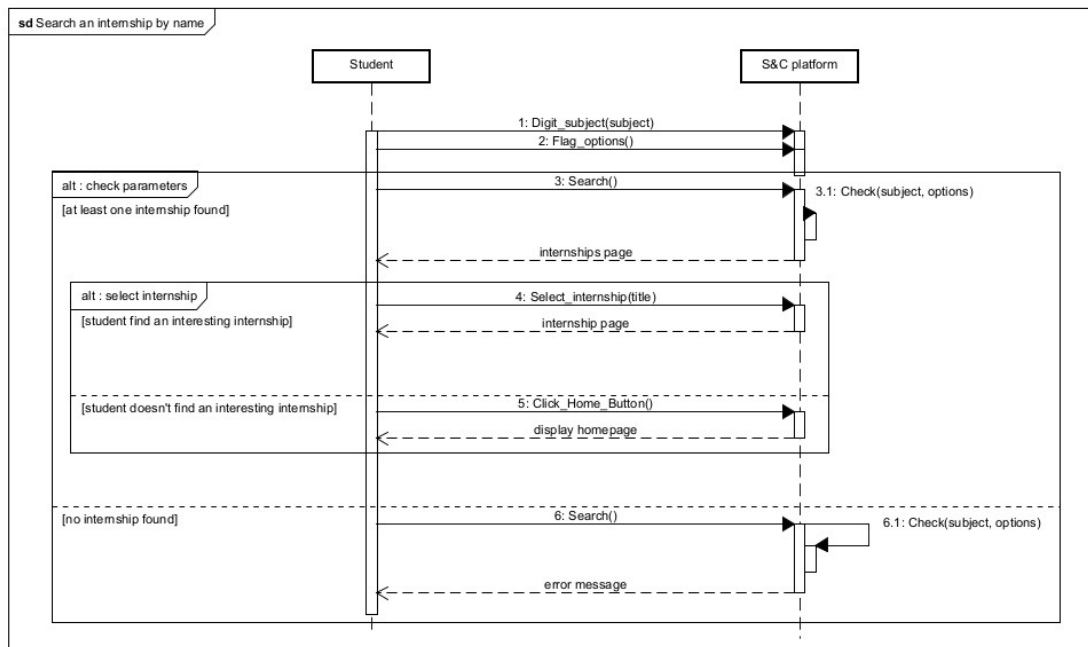 sd Search an internship by name
Student
S&C platform
1: Digit_subject(subject)
2: Flag_options()
alt : check parameters
3: Search()
3.1: Check(subject, options)
[at least one internship found]
internships page
alt : select internship
4: Select_internship(title)
[student find an interesting internship]
internship page
[student doesn't find an interesting internship]
5: Click_Home_Button()
display homepage
[no internship found]
6: Search()
6.1: Check(subject, options)
error message